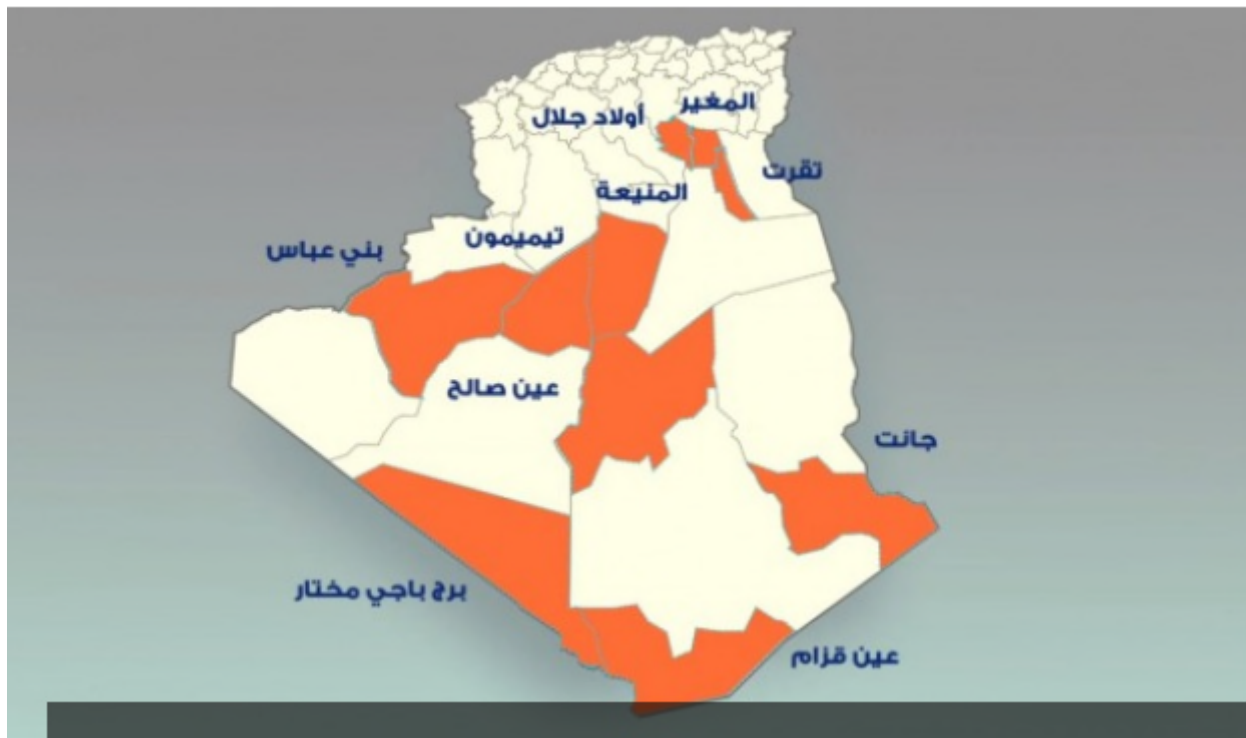 المغير
أولاد جلال
تقرت
المنيعة
تيميمون
بني عباس
عين صالح
جانت
برج باجي مختار
عين قزام